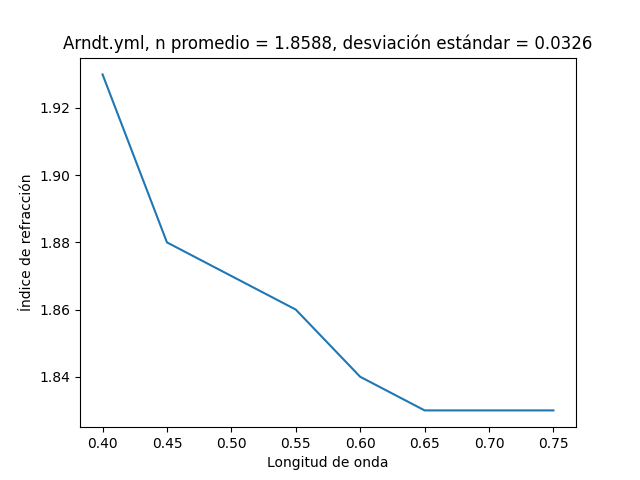 Arndt.yml, n promedio = 1.8588, desviación estándar = 0.0326
1.92
1.90
1.88
1.86
1.84
Índice de refracción
0.40 0.45 0.50 0.55 0.60 0.65 0.70 0.75
Longitud de onda